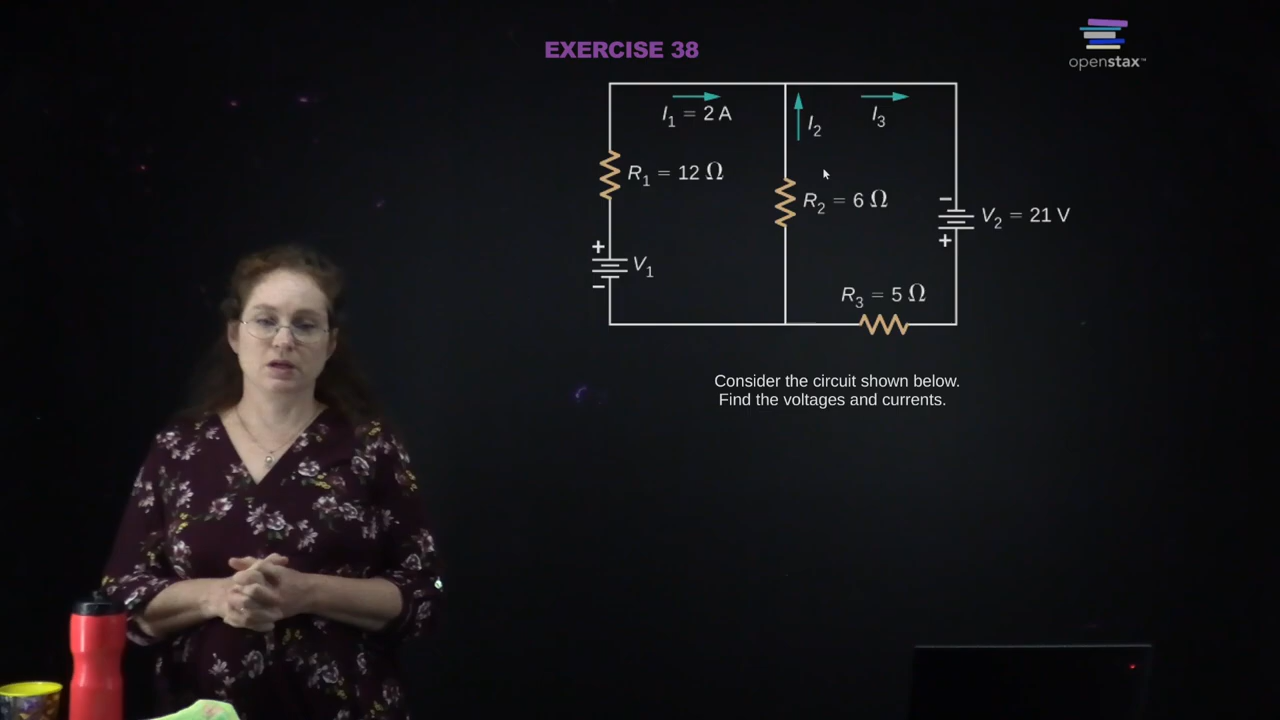 EXERCISE 38
openstax™
I₁ = 2 A
I₂
I₃
R₁ = 12 Ω
R₂ = 6 Ω
− V₂ = 21 V
+
+ V₁
−
R₃ = 5 Ω
Consider the circuit shown below.
Find the voltages and currents.